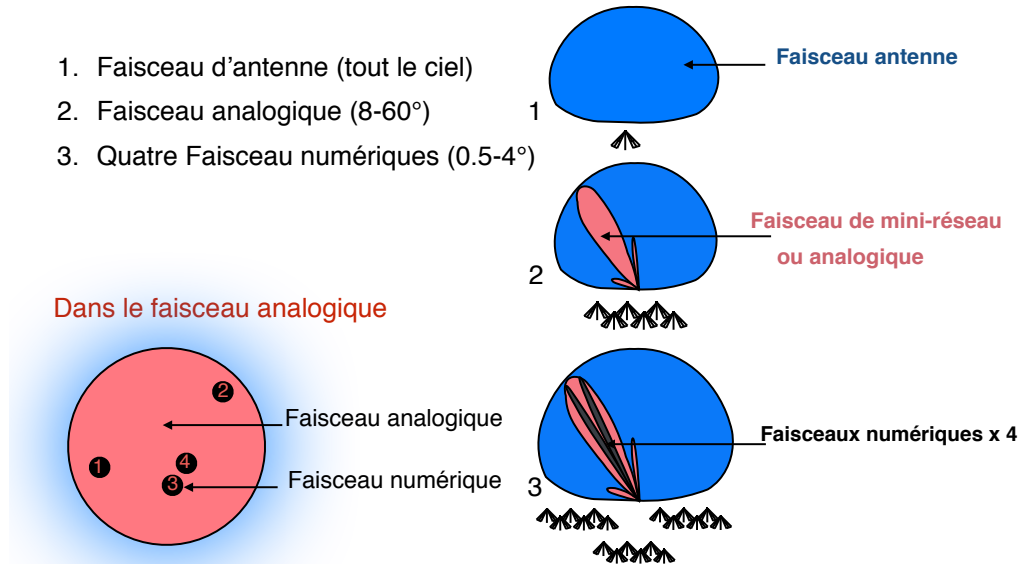 1. Faisceau d'antenne (tout le ciel)
2. Faisceau analogique (8-60°)
3. Quatre Faisceau numériques (0.5-4°)
1
Faisceau antenne
2
Faisceau de mini-réseau
ou analogique
Dans le faisceau analogique
2
1
4
3
Faisceau analogique
Faisceau numérique
3
Faisceaux numériques x 4